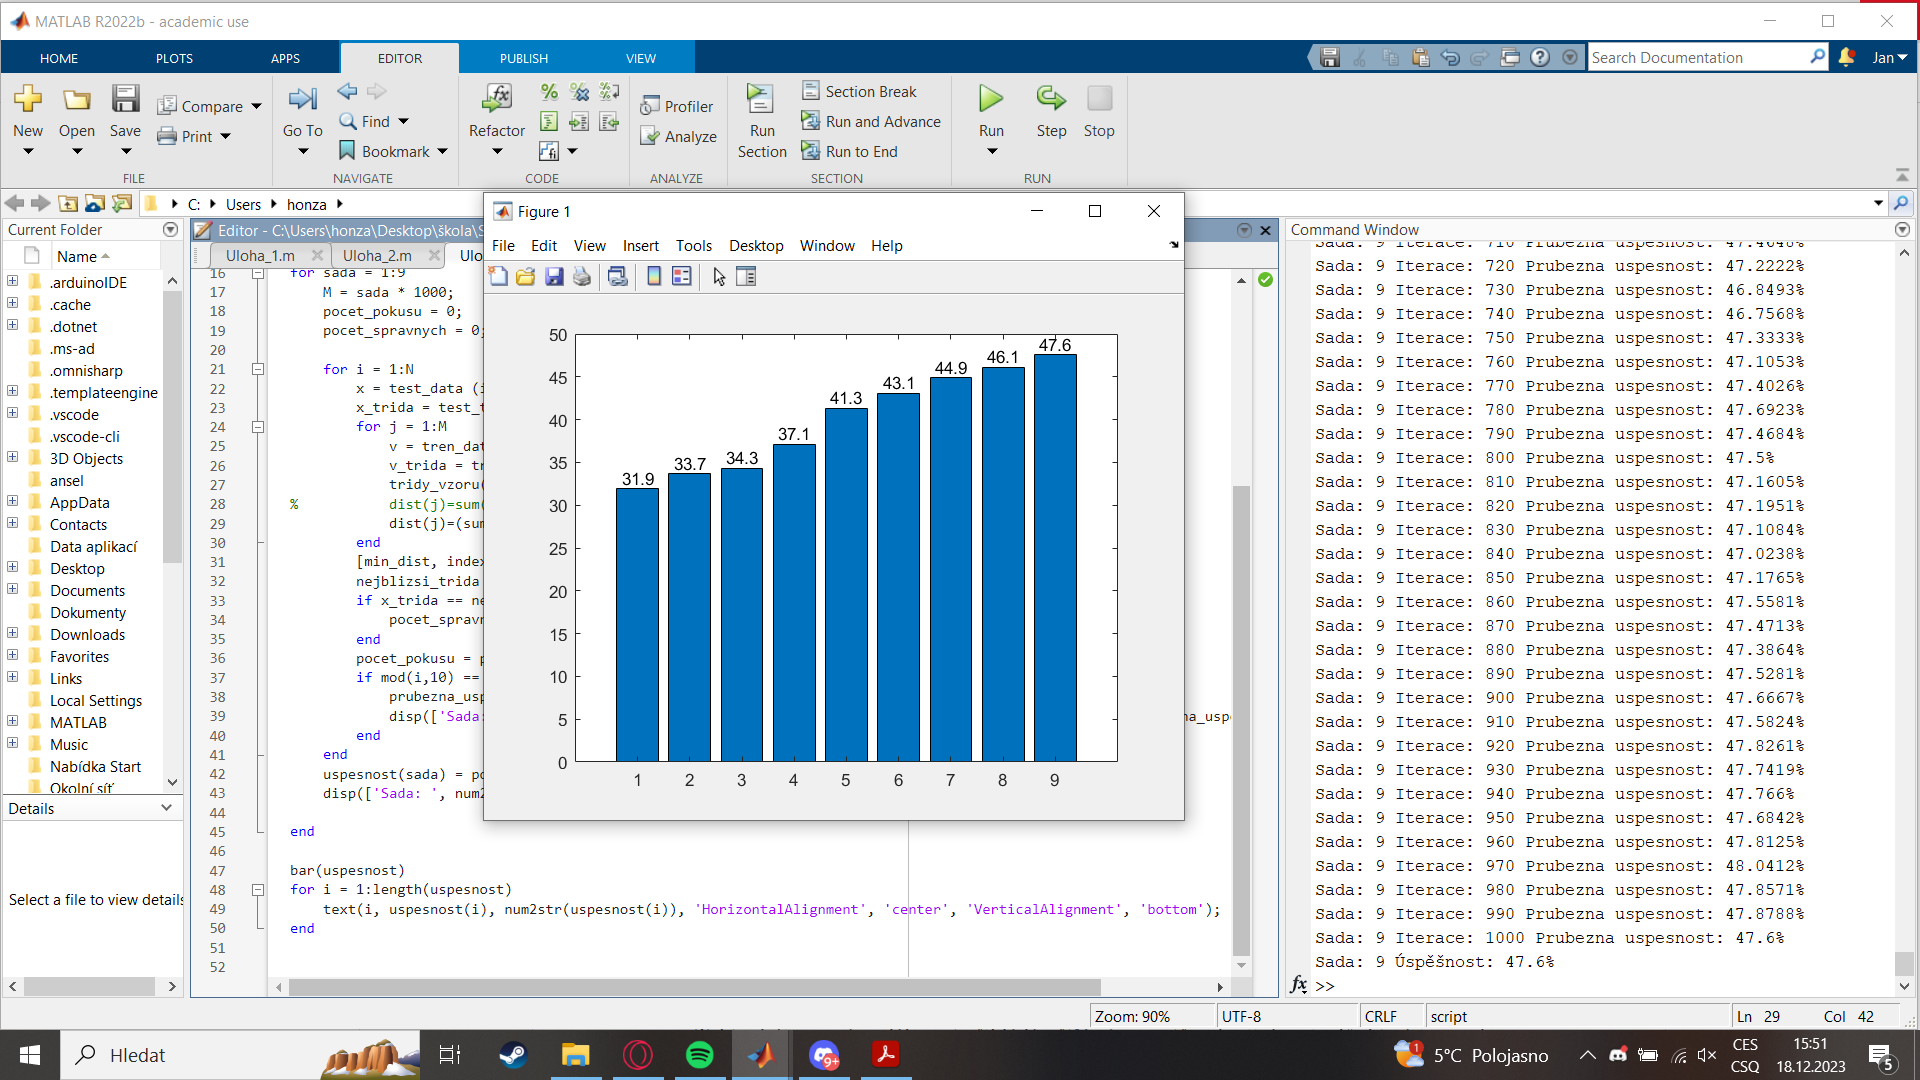 MATLAB R2022b - academic use
HOME PLOTS APPS EDITOR PUBLISH VIEW
Search Documentation
Jan
New
Open
Save
Compare
Print
FILE
Go To
Find
Bookmark
NAVIGATE
Refactor
CODE
Profiler
Analyze
ANALYZE
Run Section
Section Break
Run and Advance
Run to End
SECTION
Run
Step
Stop
RUN
C: Users honza
Current Folder
Name
.arduinoIDE
.cache
.dotnet
.ms-ad
.omnisharp
.templateengine
.vscode
.vscode-cli
3D Objects
ansel
AppData
Contacts
Data aplikací
Desktop
Documents
Dokumenty
Downloads
Favorites
Links
Local Settings
MATLAB
Music
Nabídka Start
Okolní síť
Details
Select a file to view details
Editor - C:\Users\honza\Desktop\škola\S
Uloha_1.m
Uloha_2.m
Ulo
16 for sada = 1:9
17 M = sada * 1000;
18 pocet_pokusu = 0;
19 pocet_spravnych = 0;
20
21 for i = 1:N
22 x = test_data (i
23 x_trida = test_t
24 for j = 1:M
25 v = tren_dat
26 v_trida = tr
27 tridy_vzoru(
28 % dist(j)=sum(
29 dist(j)=(sum
30 end
31 [min_dist, index
32 nejblizsi_trida
33 if x_trida == ne
34 pocet_spravn
35 end
36 pocet_pokusu = p
37 if mod(i,10) ==
38 prubezna_usp
39 disp(['Sada: na_uspe
40 end
41 end
42 uspesnost(sada) = po
43 disp(['Sada: ', num2
44
45 end
46
47 bar(uspesnost)
48 for i = 1:length(uspesnost)
49 text(i, uspesnost(i), num2str(uspesnost(i)), 'HorizontalAlignment', 'center', 'VerticalAlignment', 'bottom');
50 end
51
52
Figure 1
File Edit View Insert Tools Desktop Window Help
50
45
40
35
30
25
20
15
10
5
0
31.9
33.7
34.3
37.1
41.3
43.1
44.9
46.1
47.6
1 2 3 4 5 6 7 8 9
Command Window
Sada: 9 Iterace: 710 Prubezna uspesnost: 47.4648%
Sada: 9 Iterace: 720 Prubezna uspesnost: 47.2222%
Sada: 9 Iterace: 730 Prubezna uspesnost: 46.8493%
Sada: 9 Iterace: 740 Prubezna uspesnost: 46.7568%
Sada: 9 Iterace: 750 Prubezna uspesnost: 47.3333%
Sada: 9 Iterace: 760 Prubezna uspesnost: 47.1053%
Sada: 9 Iterace: 770 Prubezna uspesnost: 47.4026%
Sada: 9 Iterace: 780 Prubezna uspesnost: 47.6923%
Sada: 9 Iterace: 790 Prubezna uspesnost: 47.4684%
Sada: 9 Iterace: 800 Prubezna uspesnost: 47.5%
Sada: 9 Iterace: 810 Prubezna uspesnost: 47.1605%
Sada: 9 Iterace: 820 Prubezna uspesnost: 47.1951%
Sada: 9 Iterace: 830 Prubezna uspesnost: 47.1084%
Sada: 9 Iterace: 840 Prubezna uspesnost: 47.0238%
Sada: 9 Iterace: 850 Prubezna uspesnost: 47.1765%
Sada: 9 Iterace: 860 Prubezna uspesnost: 47.5581%
Sada: 9 Iterace: 870 Prubezna uspesnost: 47.4713%
Sada: 9 Iterace: 880 Prubezna uspesnost: 47.3864%
Sada: 9 Iterace: 890 Prubezna uspesnost: 47.5281%
Sada: 9 Iterace: 900 Prubezna uspesnost: 47.6667%
Sada: 9 Iterace: 910 Prubezna uspesnost: 47.5824%
Sada: 9 Iterace: 920 Prubezna uspesnost: 47.8261%
Sada: 9 Iterace: 930 Prubezna uspesnost: 47.7419%
Sada: 9 Iterace: 940 Prubezna uspesnost: 47.766%
Sada: 9 Iterace: 950 Prubezna uspesnost: 47.6842%
Sada: 9 Iterace: 960 Prubezna uspesnost: 47.8125%
Sada: 9 Iterace: 970 Prubezna uspesnost: 48.0412%
Sada: 9 Iterace: 980 Prubezna uspesnost: 47.8571%
Sada: 9 Iterace: 990 Prubezna uspesnost: 47.8788%
Sada: 9 Iterace: 1000 Prubezna uspesnost: 47.6%
Sada: 9 Úspěšnost: 47.6%
fx >>
Zoom: 90% UTF-8 CRLF script Ln 29 Col 42
Hledat
9+
1
5°C Polojasno
CES
CSQ
15:51
18.12.2023
5